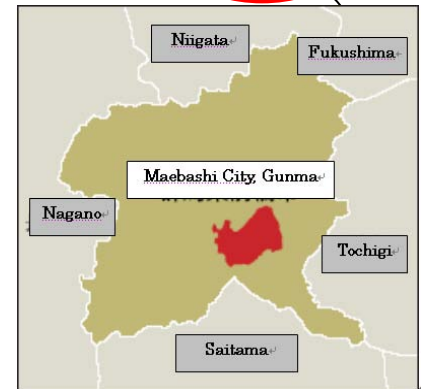 Niigata
Fukushima
Maebashi City, Gunma
Nagano
Tochigi
Saitama